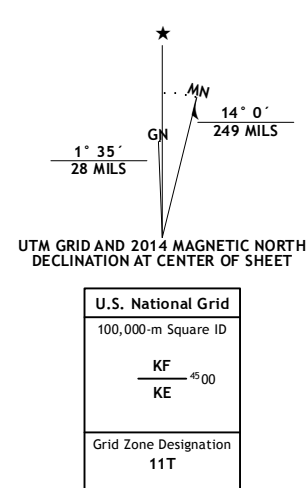 ★
MN
GN
14° 0´
249 MILS
1° 35´
28 MILS
UTM GRID AND 2014 MAGNETIC NORTH
DECLINATION AT CENTER OF SHEET
U.S. National Grid
100,000-m Square ID
KF
4500
KE
Grid Zone Designation
11T